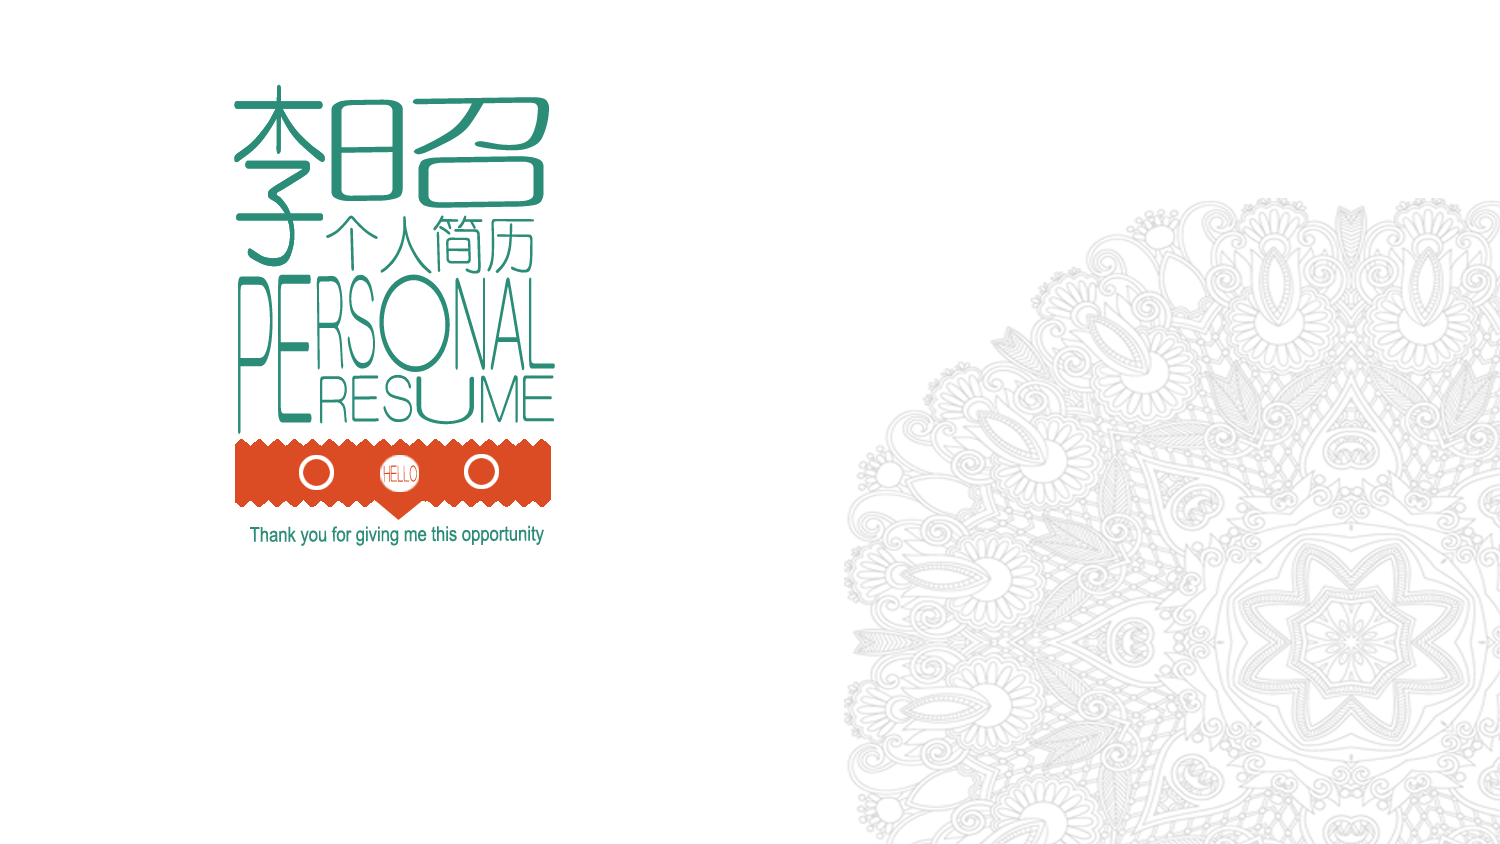 李昭
个人简历
PERSONAL
RESUME
HELLO
Thank you for giving me this opportunity